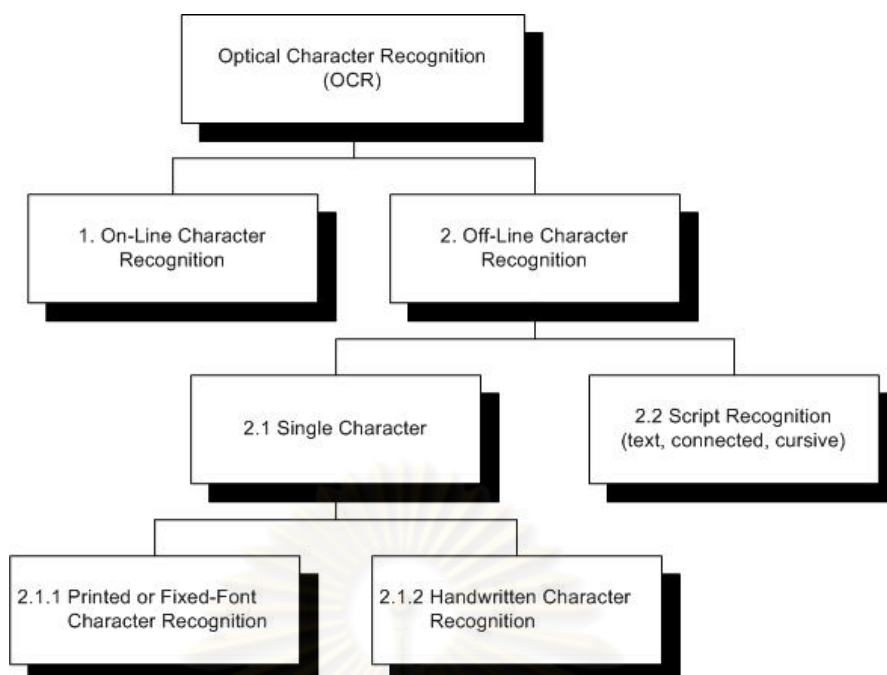 Optical Character Recognition
(OCR)
1. On-Line Character
Recognition
2. Off-Line Character
Recognition
2.1 Single Character
2.2 Script Recognition
(text, connected, cursive)
2.1.1 Printed or Fixed-Font
Character Recognition
2.1.2 Handwritten Character
Recognition